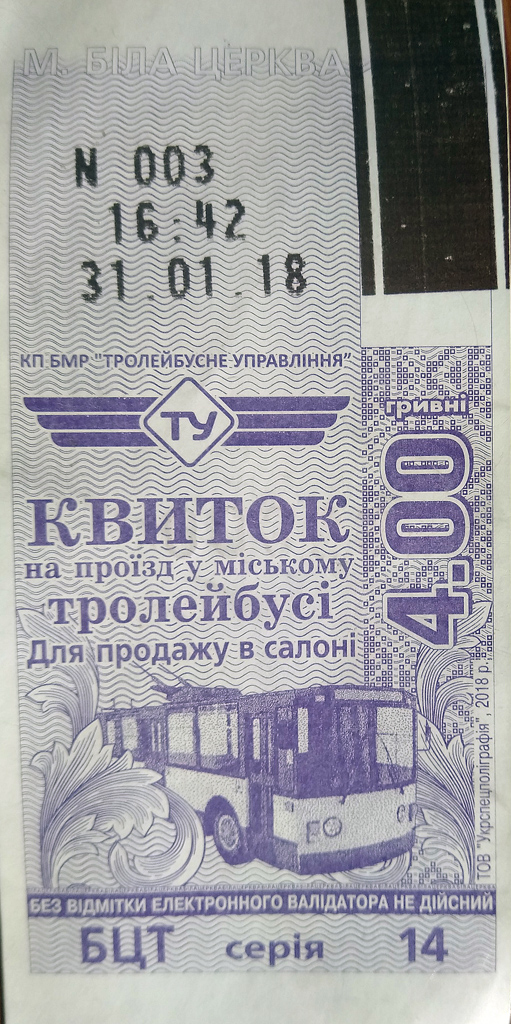 М. БІЛА ЦЕРКВА
N 003
16:42
31.01.18
КП БМР "ТРОЛЕЙБУСНЕ УПРАВЛІННЯ"
ТУ
КВИТОК
на проїзд у міському
тролейбусі
Для продажу в салоні
гривні
4.00
ТОВ "Укрспецполіграфія", 2018 р.
БЕЗ ВІДМІТКИ ЕЛЕКТРОННОГО ВАЛІДАТОРА НЕ ДІЙСНИЙ
БЦТ серія 14